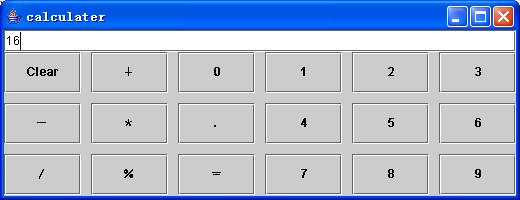 calculater
16
Clear + 0 1 2 3
− * . 4 5 6
/ % = 7 8 9